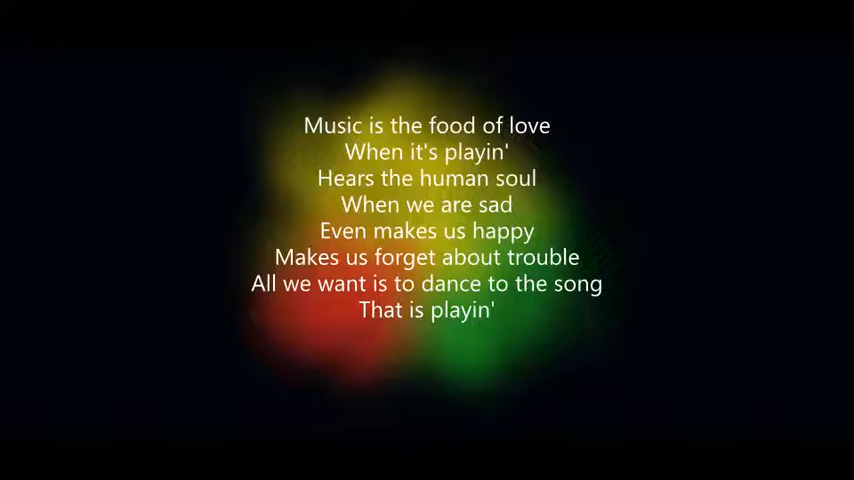 Music is the food of love
When it's playin'
Hears the human soul
When we are sad
Even makes us happy
Makes us forget about trouble
All we want is to dance to the song
That is playin'